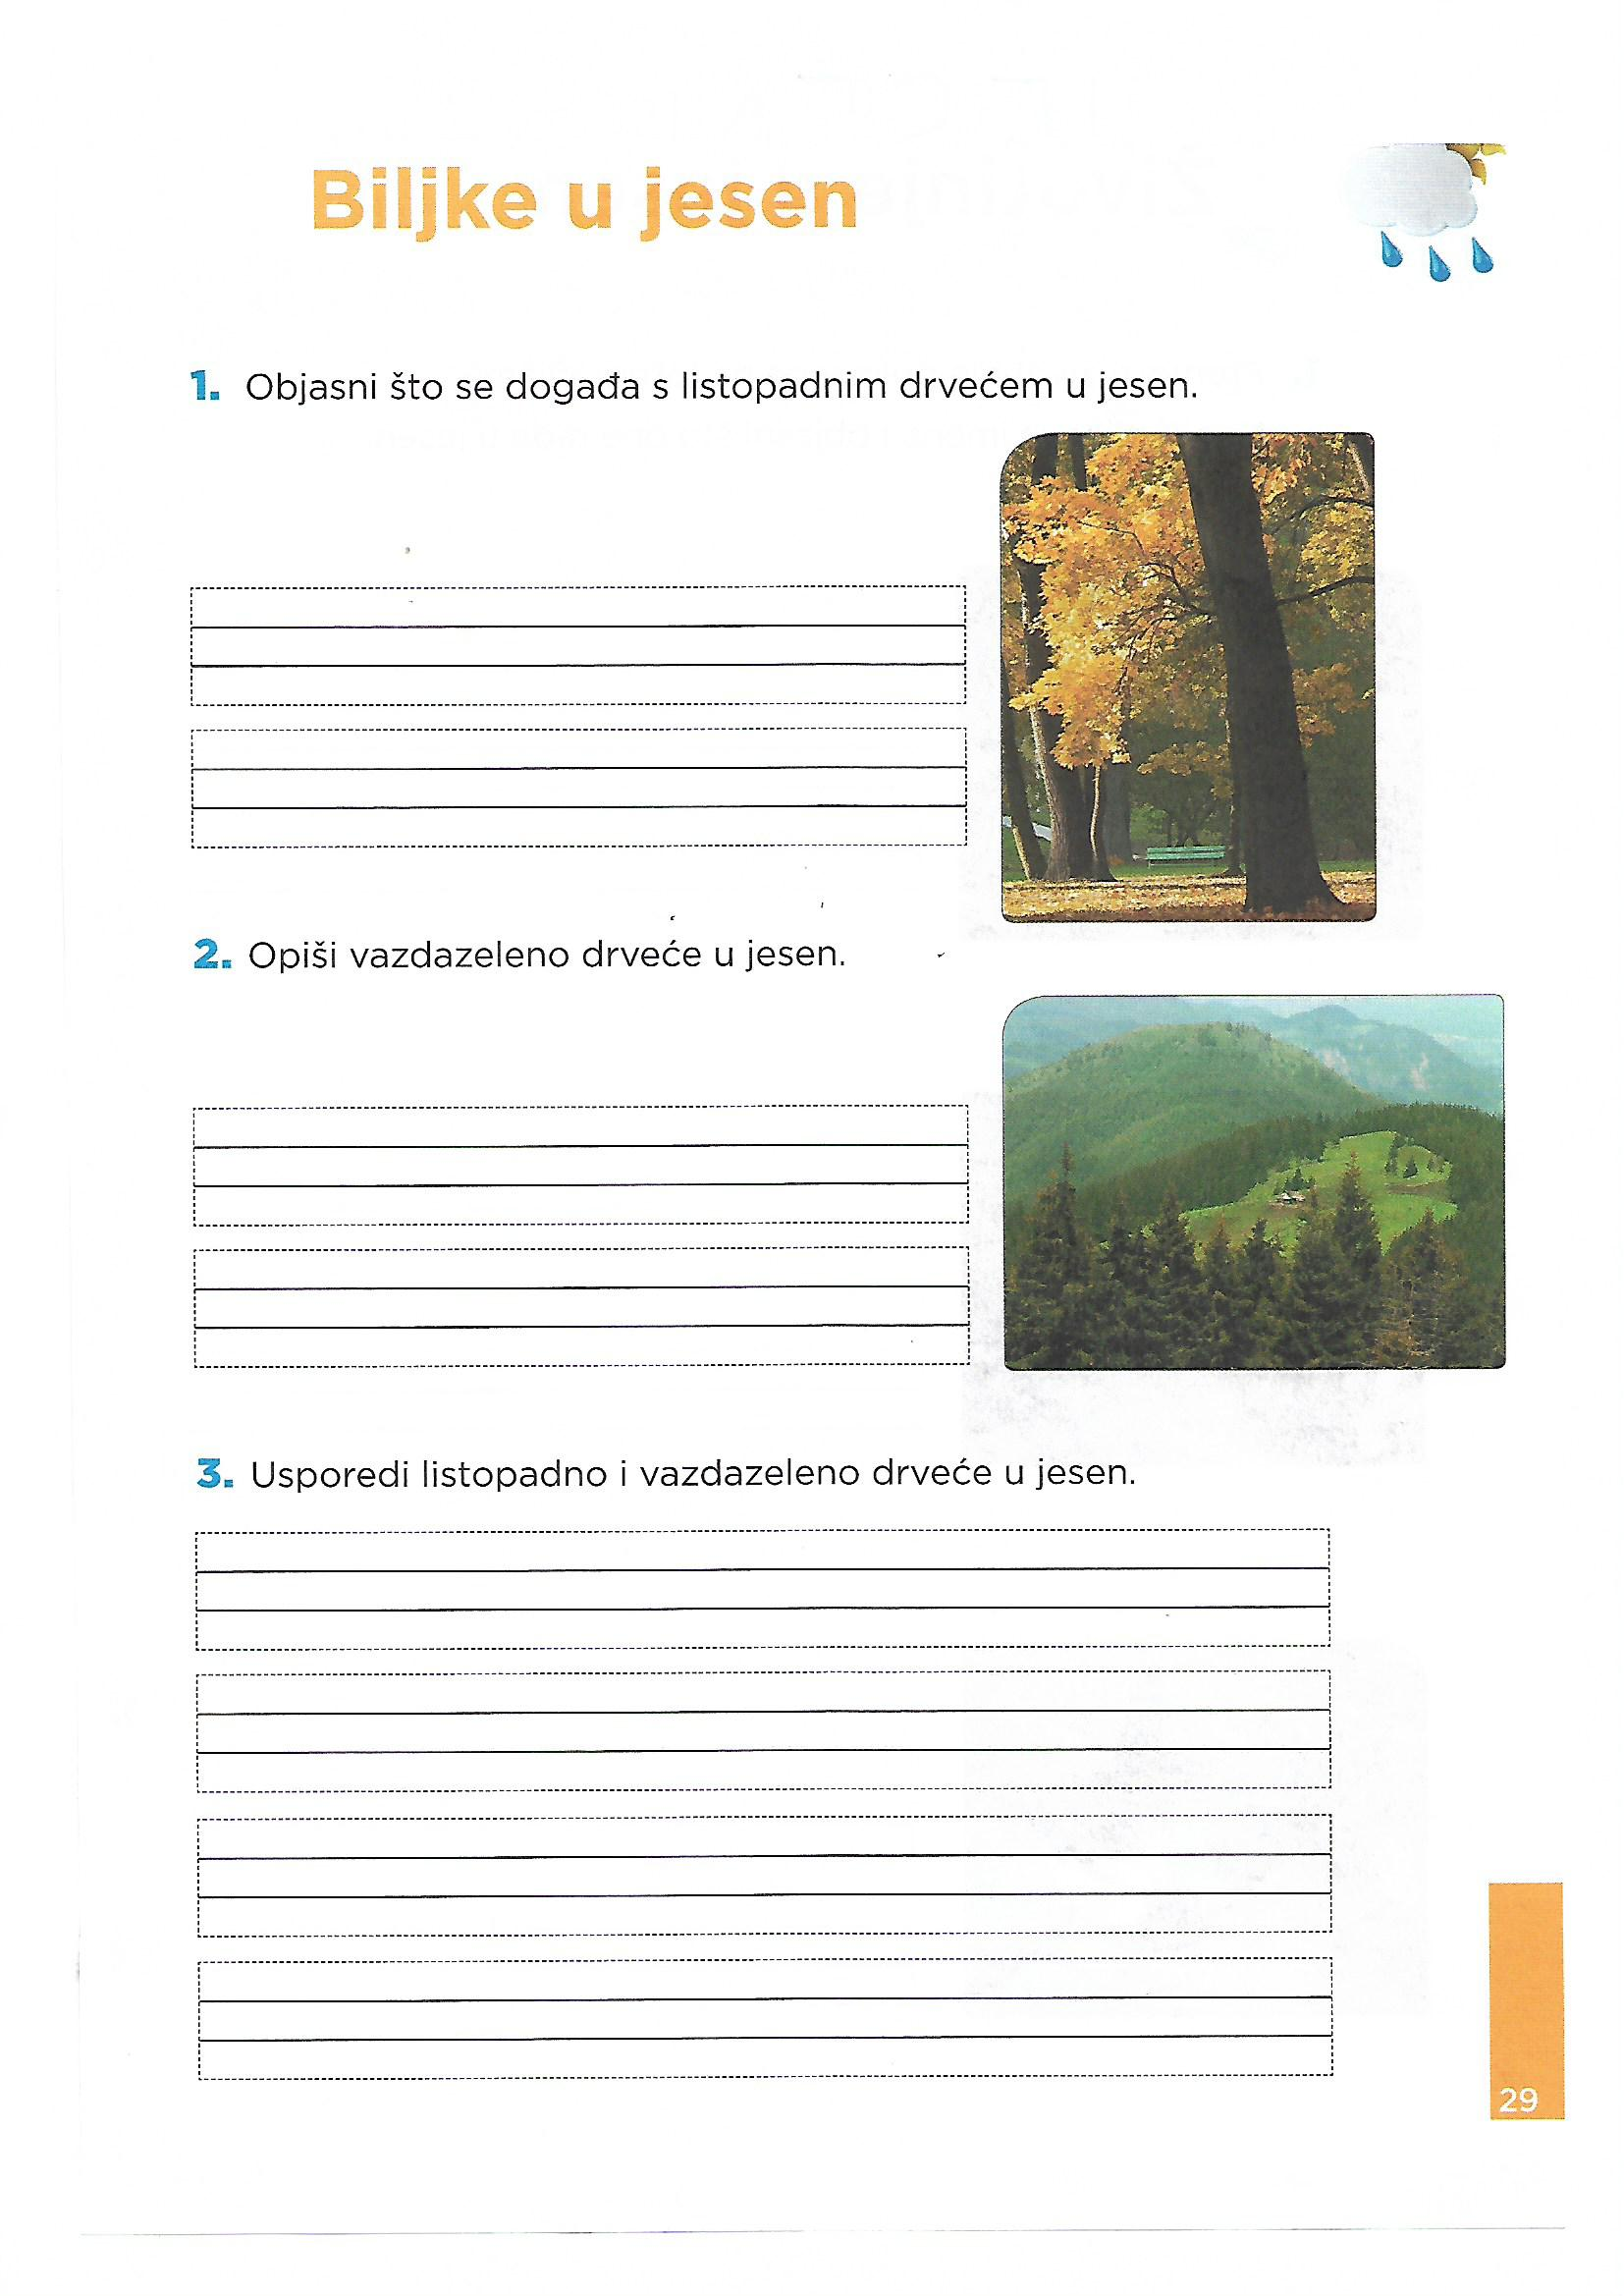 Biljke u jesen
1. Objasni što se događa s listopadnim drvećem u jesen.
2. Opiši vazdazeleno drveće u jesen.
3. Usporedi listopadno i vazdazeleno drveće u jesen.
29